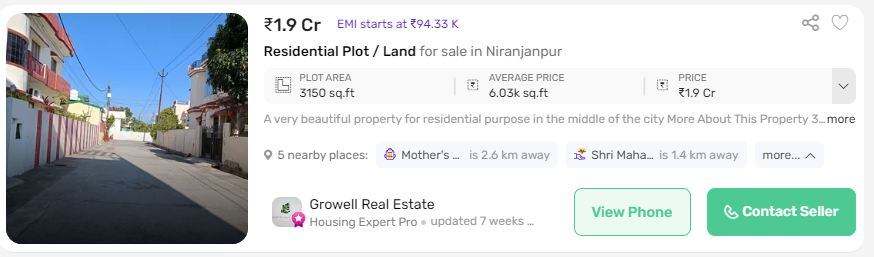 ₹1.9 Cr EMI starts at ₹94.33 K
Residential Plot / Land for sale in Niranjanpur
PLOT AREA
3150 sq.ft
AVERAGE PRICE
6.03k sq.ft
PRICE
₹1.9 Cr
A very beautiful property for residential purpose in the middle of the city More About This Property 3...more
5 nearby places: Mother's ... is 2.6 km away Shri Maha... is 1.4 km away more...
Growell Real Estate
Housing Expert Pro • updated 7 weeks ...
View Phone
Contact Seller